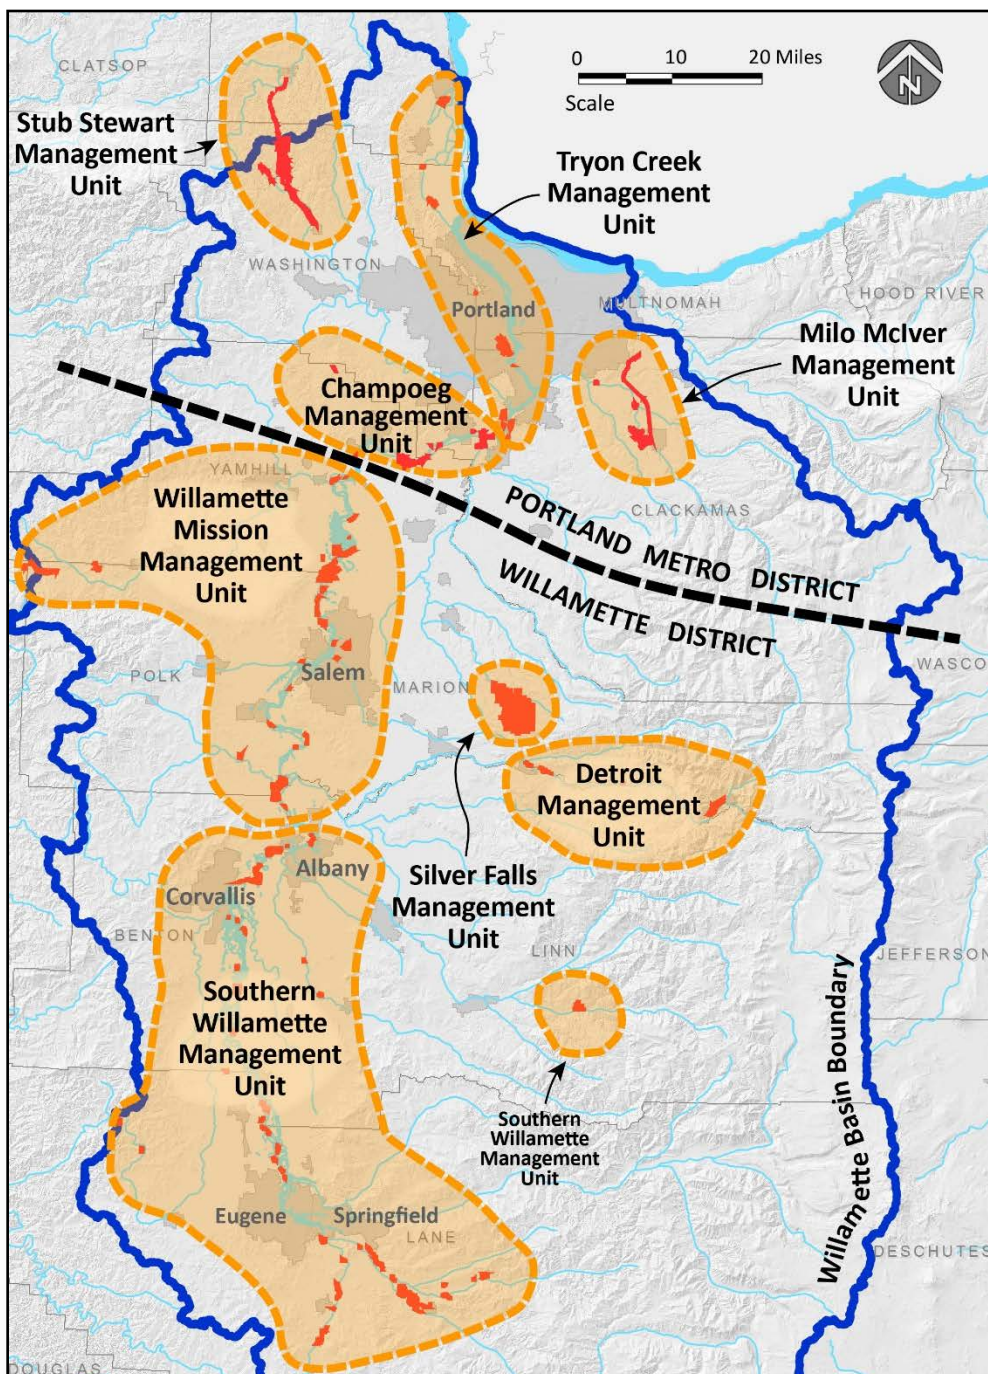 0 10 20 Miles
Scale
N
CLATSOP
Stub Stewart
Management
Unit
Tryon Creek
Management
Unit
WASHINGTON
Portland
MULTNOMAH
HOOD RIVER
Milo McIver
Management
Unit
Champoeg
Management
Unit
YAMHILL
Willamette
Mission
Management
Unit
CLACKAMAS
PORTLAND METRO DISTRICT
WILLAMETTE DISTRICT
WASCO
POLK
Salem
MARION
Detroit
Management
Unit
Silver Falls
Management
Unit
Albany
Corvallis
BENTON
LINN
JEFFERSON
Southern
Willamette
Management
Unit
Southern
Willamette
Management
Unit
Willamette Basin Boundary
Eugene
Springfield
LANE
DESCHUTES
DOUGLAS